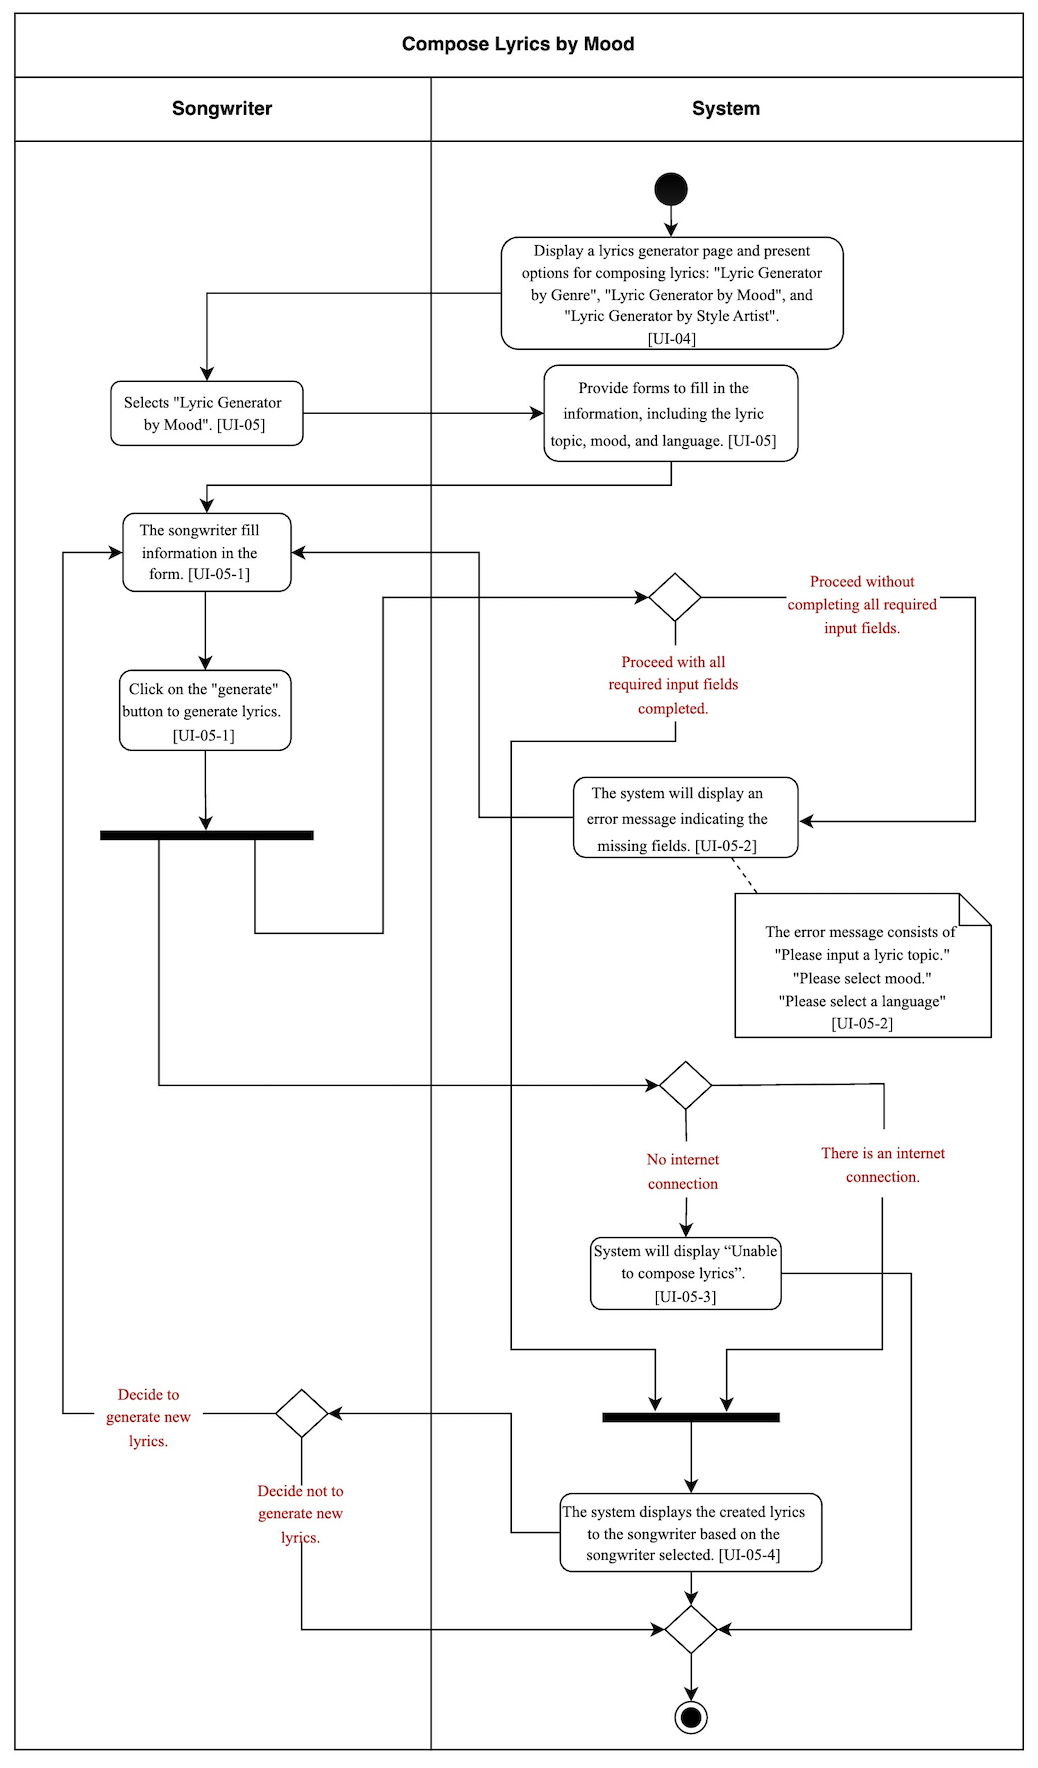 Compose Lyrics by Mood
Songwriter
System
Display a lyrics generator page and present
options for composing lyrics: "Lyric Generator
by Genre", "Lyric Generator by Mood", and
"Lyric Generator by Style Artist".
[UI-04]
Selects "Lyric Generator
by Mood". [UI-05]
Provide forms to fill in the
information, including the lyric
topic, mood, and language. [UI-05]
The songwriter fill
information in the
form. [UI-05-1]
Proceed without
completing all required
input fields.
Proceed with all
required input fields
completed.
Click on the "generate"
button to generate lyrics.
[UI-05-1]
The system will display an
error message indicating the
missing fields. [UI-05-2]
The error message consists of
"Please input a lyric topic."
"Please select mood."
"Please select a language"
[UI-05-2]
No internet
connection
There is an internet
connection.
System will display “Unable
to compose lyrics”.
[UI-05-3]
Decide to
generate new
lyrics.
Decide not to
generate new
lyrics.
The system displays the created lyrics
to the songwriter based on the
songwriter selected. [UI-05-4]